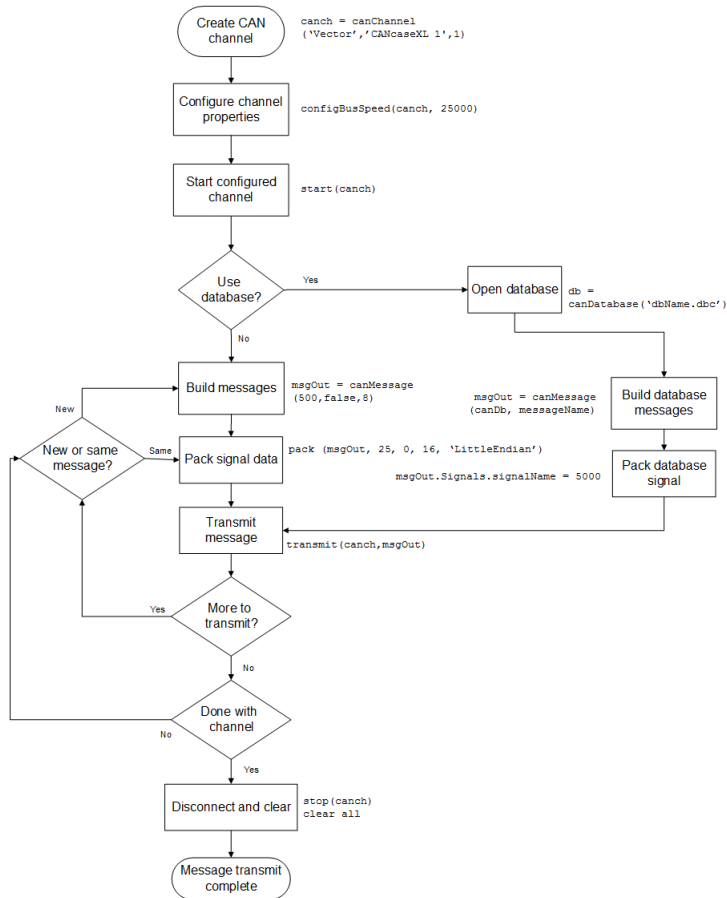 Create CAN
channel
canch = canChannel
(‘Vector’,’CANcaseXL 1’,1)
Configure channel
properties
configBusSpeed(canch, 25000)
Start configured
channel
start(canch)
Use
database?
Yes
No
Open database
db =
canDatabase(‘dbName.dbc’)
Build messages
msgOut = canMessage
(500,false,8)
New
msgOut = canMessage
(canDb, messageName)
Build database
messages
New or same
message?
Same
Pack signal data
pack (msgOut, 25, 0, 16, ‘LittleEndian’)
msgOut.Signals.signalName = 5000
Pack database
signal
Transmit
message
transmit(canch,msgOut)
More to
transmit?
Yes
No
Done with
channel
No
Yes
Disconnect and clear
stop(canch)
clear all
Message transmit
complete